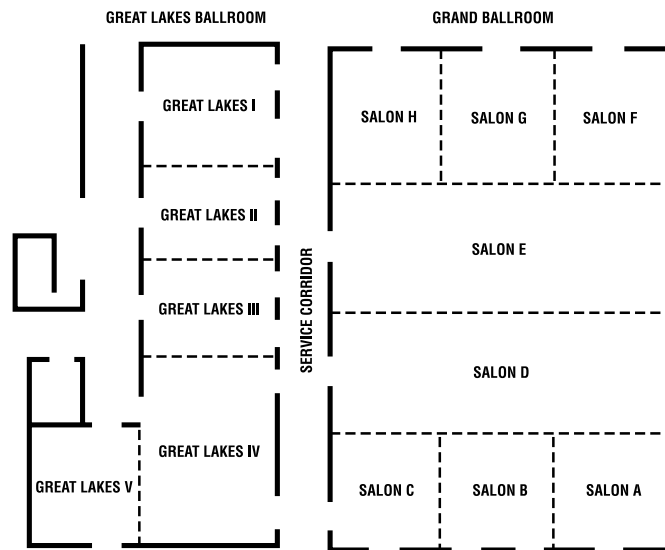 GREAT LAKES BALLROOM
GRAND BALLROOM
GREAT LAKES I
SALON H
SALON G
SALON F
GREAT LAKES II
SALON E
GREAT LAKES III
SERVICE CORRIDOR
SALON D
GREAT LAKES IV
GREAT LAKES V
SALON C
SALON B
SALON A